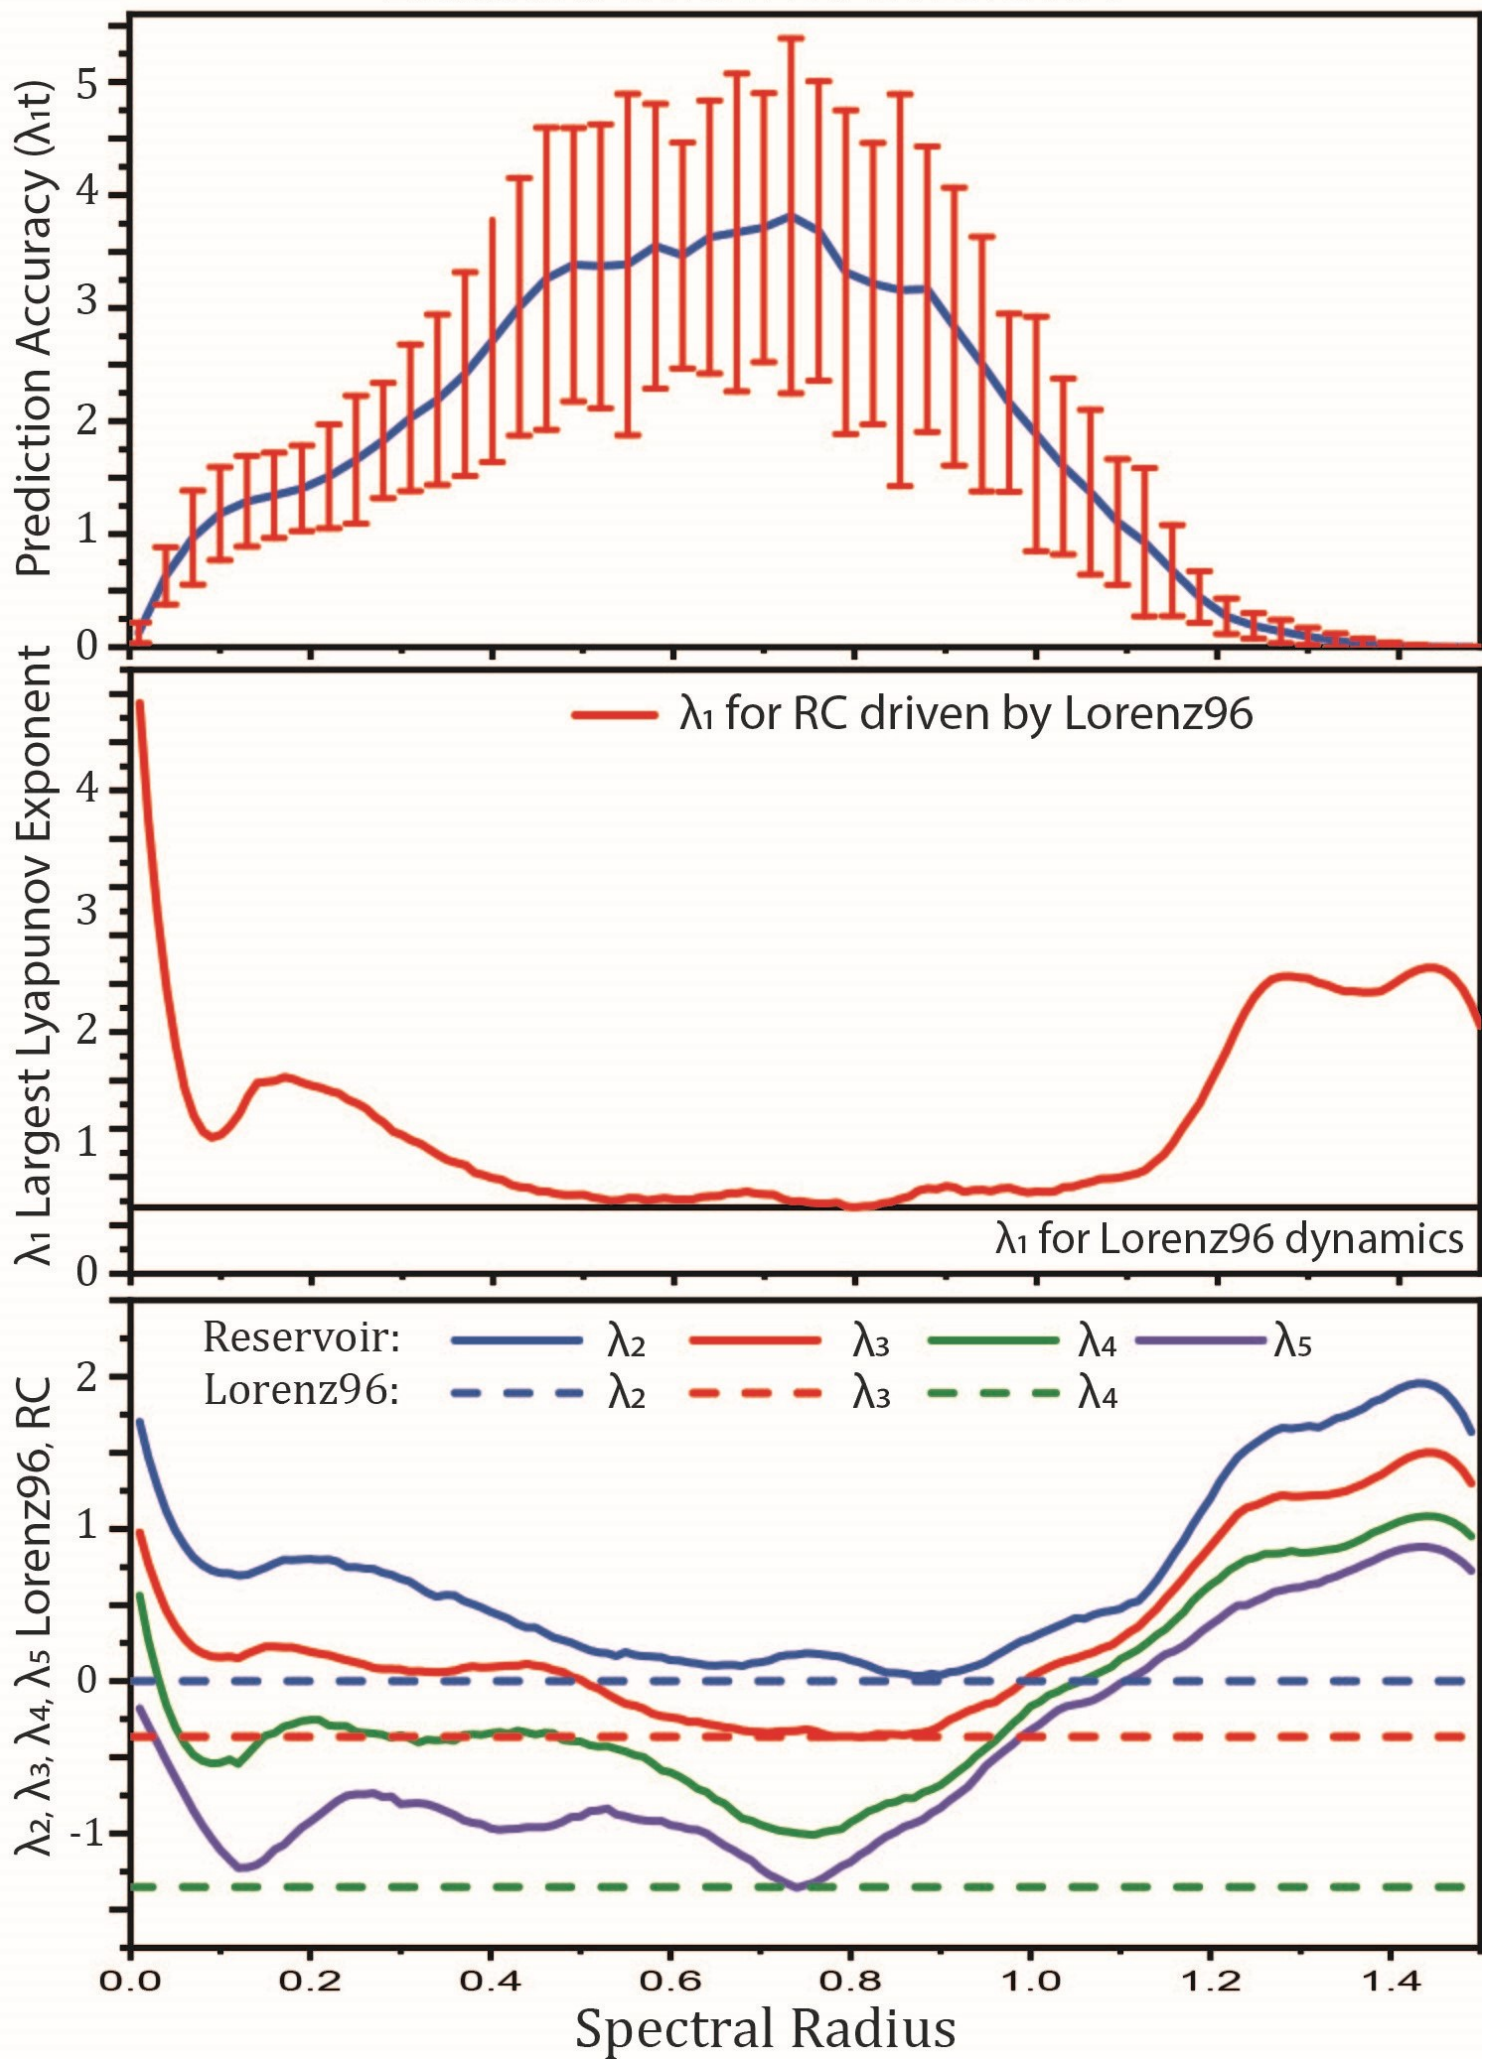 Prediction Accuracy (λ₁t)
5
4
3
2
1
0
λ₁ Largest Lyapunov Exponent
λ₁ for RC driven by Lorenz96
4
3
2
1
λ₁ for Lorenz96 dynamics
0
λ₂, λ₃, λ₄, λ₅ Lorenz96, RC
Reservoir: λ₂ λ₃ λ₄ λ₅
Lorenz96: λ₂ λ₃ λ₄
2
1
0
-1
0.0 0.2 0.4 0.6 0.8 1.0 1.2 1.4
Spectral Radius